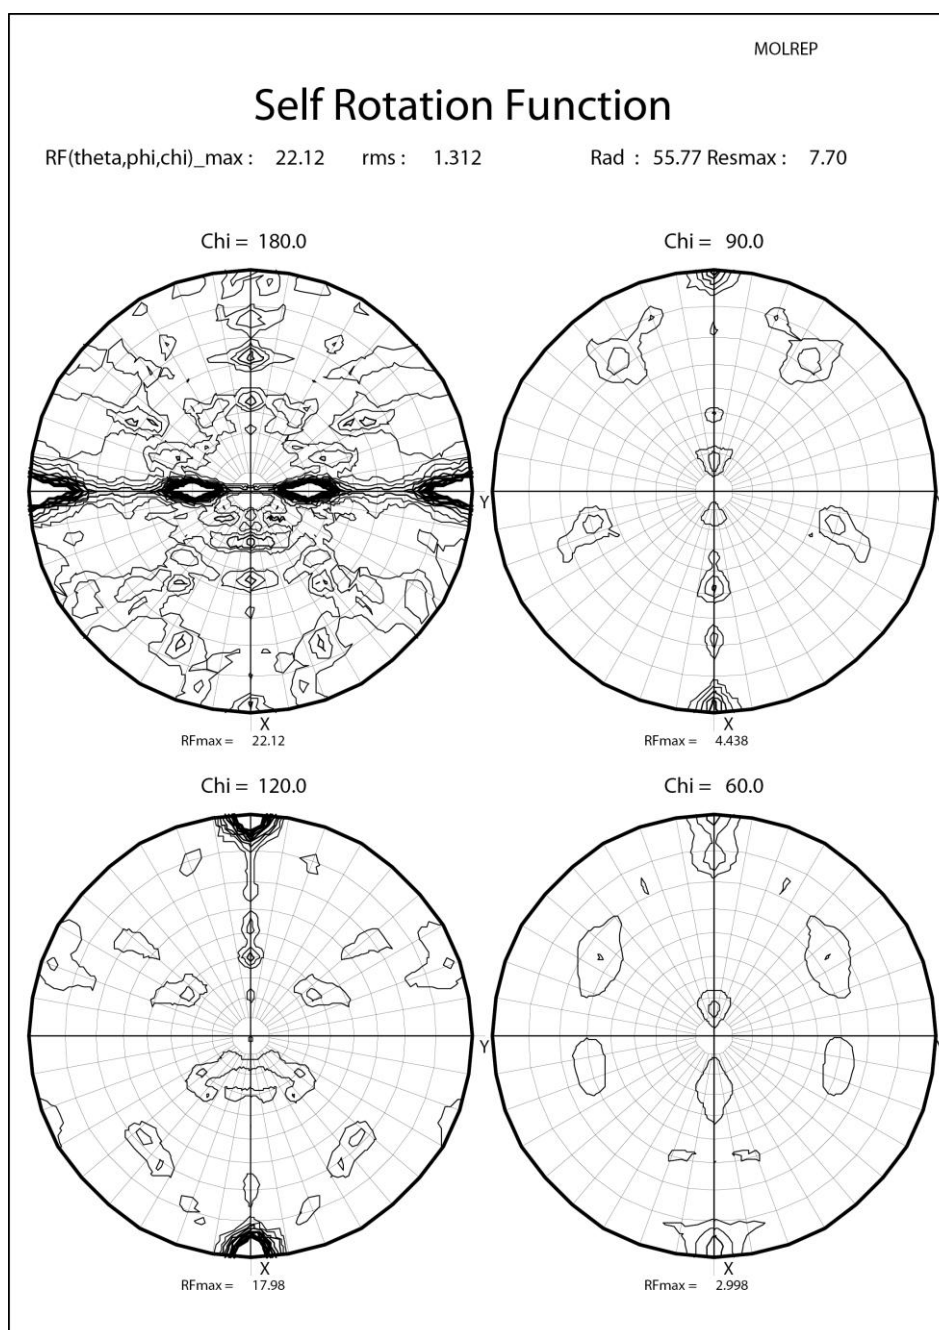 MOLREP
Self Rotation Function
RF(theta,phi,chi)_max : 22.12 rms : 1.312 Rad : 55.77 Resmax : 7.70
Chi = 180.0 Chi = 90.0
Y
X X
RFmax = 22.12 RFmax = 4.438
Chi = 120.0 Chi = 60.0
Y
X X
RFmax = 17.98 RFmax = 2.998